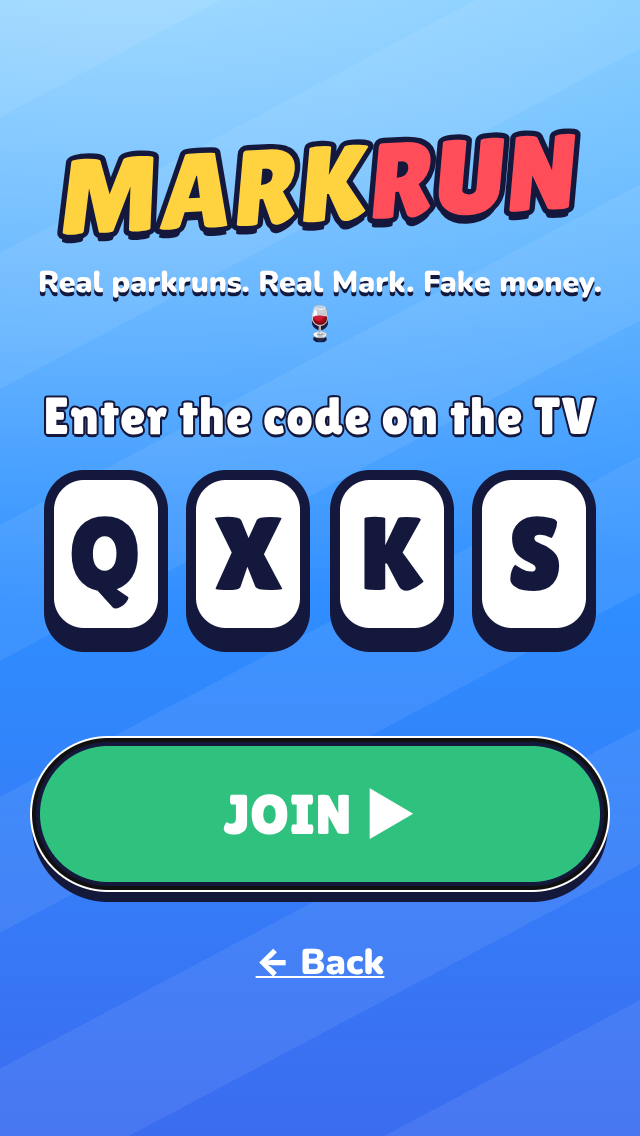 MARKRUN
Real parkruns. Real Mark. Fake money.
🍷
Enter the code on the TV
Q X K S
JOIN ▶
← Back